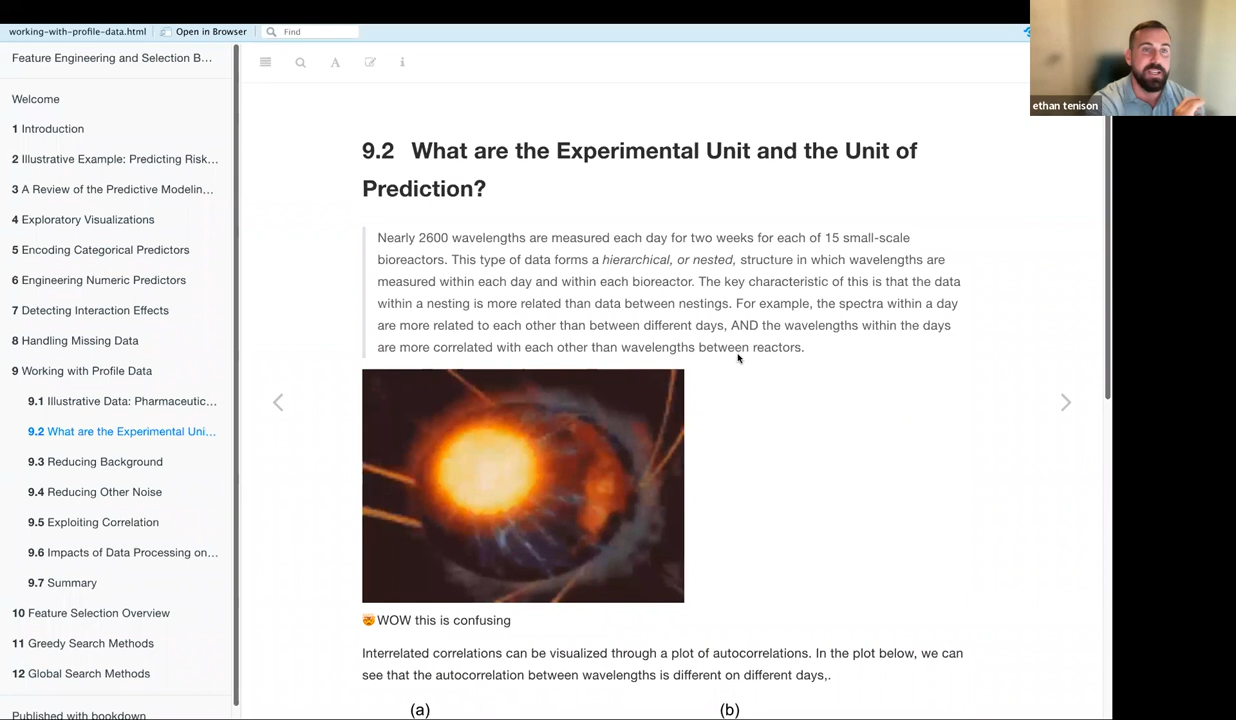 working-with-profile-data.html
Open in Browser
Find
ethan tenison
Feature Engineering and Selection B...
Welcome
1 Introduction
2 Illustrative Example: Predicting Risk...
3 A Review of the Predictive Modelin...
4 Exploratory Visualizations
5 Encoding Categorical Predictors
6 Engineering Numeric Predictors
7 Detecting Interaction Effects
8 Handling Missing Data
9 Working with Profile Data
9.1 Illustrative Data: Pharmaceutic...
9.2 What are the Experimental Uni...
9.3 Reducing Background
9.4 Reducing Other Noise
9.5 Exploiting Correlation
9.6 Impacts of Data Processing on...
9.7 Summary
10 Feature Selection Overview
11 Greedy Search Methods
12 Global Search Methods
Published with bookdown
A
i
9.2 What are the Experimental Unit and the Unit of
Prediction?
Nearly 2600 wavelengths are measured each day for two weeks for each of 15 small-scale
bioreactors. This type of data forms a hierarchical, or nested, structure in which wavelengths are
measured within each day and within each bioreactor. The key characteristic of this is that the data
within a nesting is more related than data between nestings. For example, the spectra within a day
are more related to each other than between different days, AND the wavelengths within the days
are more correlated with each other than wavelengths between reactors.
🤯WOW this is confusing
Interrelated correlations can be visualized through a plot of autocorrelations. In the plot below, we can
see that the autocorrelation between wavelengths is different on different days,.
(a) (b)